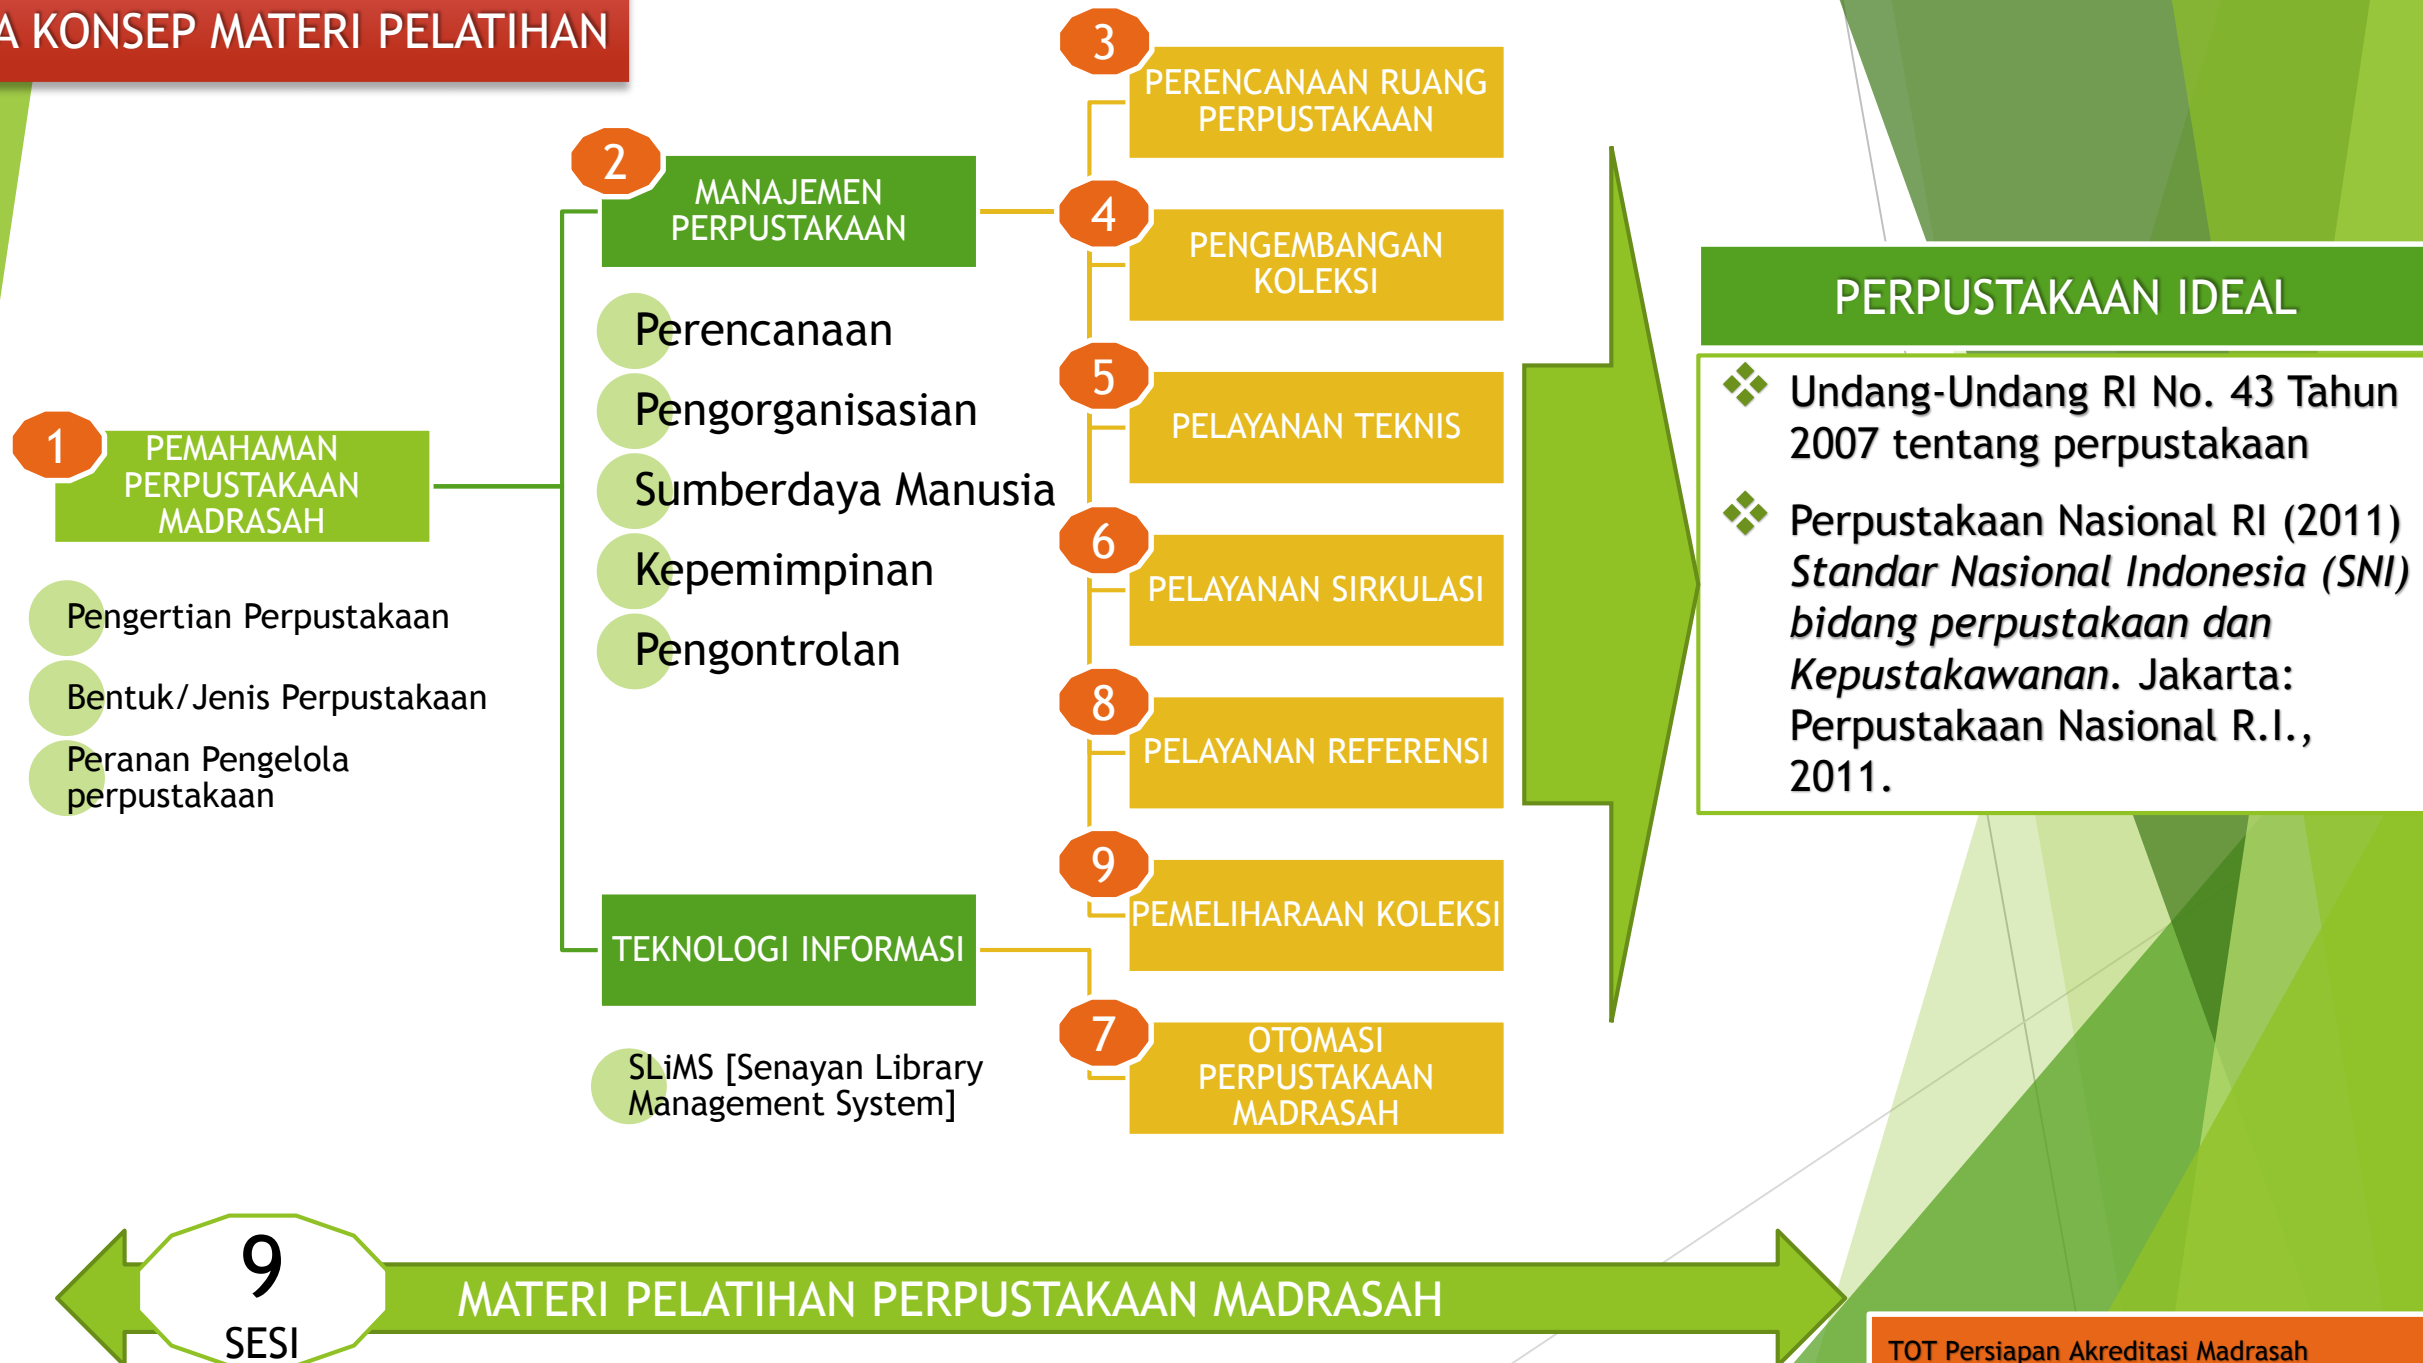 A KONSEP MATERI PELATIHAN
1
PEMAHAMAN
PERPUSTAKAAN
MADRASAH
Pengertian Perpustakaan
Bentuk/Jenis Perpustakaan
Peranan Pengelola
perpustakaan
2
MANAJEMEN
PERPUSTAKAAN
Perencanaan
Pengorganisasian
Sumberdaya Manusia
Kepemimpinan
Pengontrolan
TEKNOLOGI INFORMASI
SLiMS [Senayan Library
Management System]
3
PERENCANAAN RUANG
PERPUSTAKAAN
4
PENGEMBANGAN
KOLEKSI
5
PELAYANAN TEKNIS
6
PELAYANAN SIRKULASI
8
PELAYANAN REFERENSI
9
PEMELIHARAAN KOLEKSI
7
OTOMASI
PERPUSTAKAAN
MADRASAH
PERPUSTAKAAN IDEAL
Undang-Undang RI No. 43 Tahun
2007 tentang perpustakaan
Perpustakaan Nasional RI (2011)
Standar Nasional Indonesia (SNI)
bidang perpustakaan dan
Kepustakawanan. Jakarta:
Perpustakaan Nasional R.I.,
2011.
9
SESI
MATERI PELATIHAN PERPUSTAKAAN MADRASAH
TOT Persiapan Akreditasi Madrasah